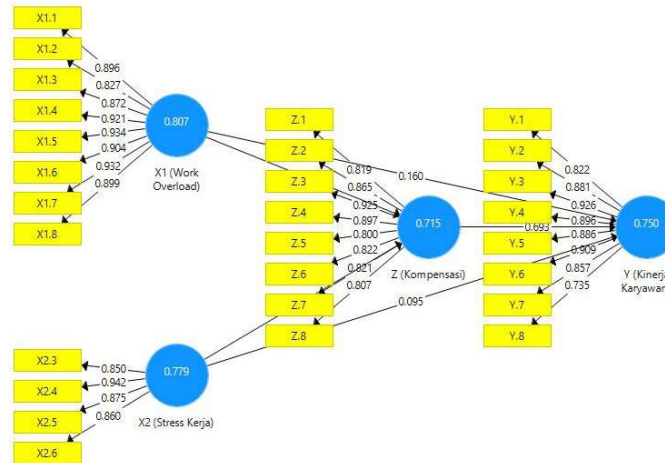 X1.1
X1.2
X1.3
X1.4
X1.5
X1.6
X1.7
X1.8
0.896
0.827
0.872
0.921
0.934
0.904
0.932
0.899
0.807
X1 (Work
Overload)
X2.3
X2.4
X2.5
X2.6
0.850
0.942
0.875
0.860
0.779
X2 (Stress Kerja)
Z.1
Z.2
Z.3
Z.4
Z.5
Z.6
Z.7
Z.8
0.819
0.865
0.925
0.897
0.800
0.822
0.821
0.807
0.715
Z (Kompensasi)
0.160
0.693
0.095
Y.1
Y.2
Y.3
Y.4
Y.5
Y.6
Y.7
Y.8
0.822
0.881
0.926
0.896
0.886
0.909
0.857
0.735
0.750
Y (Kinerja
Karyawan